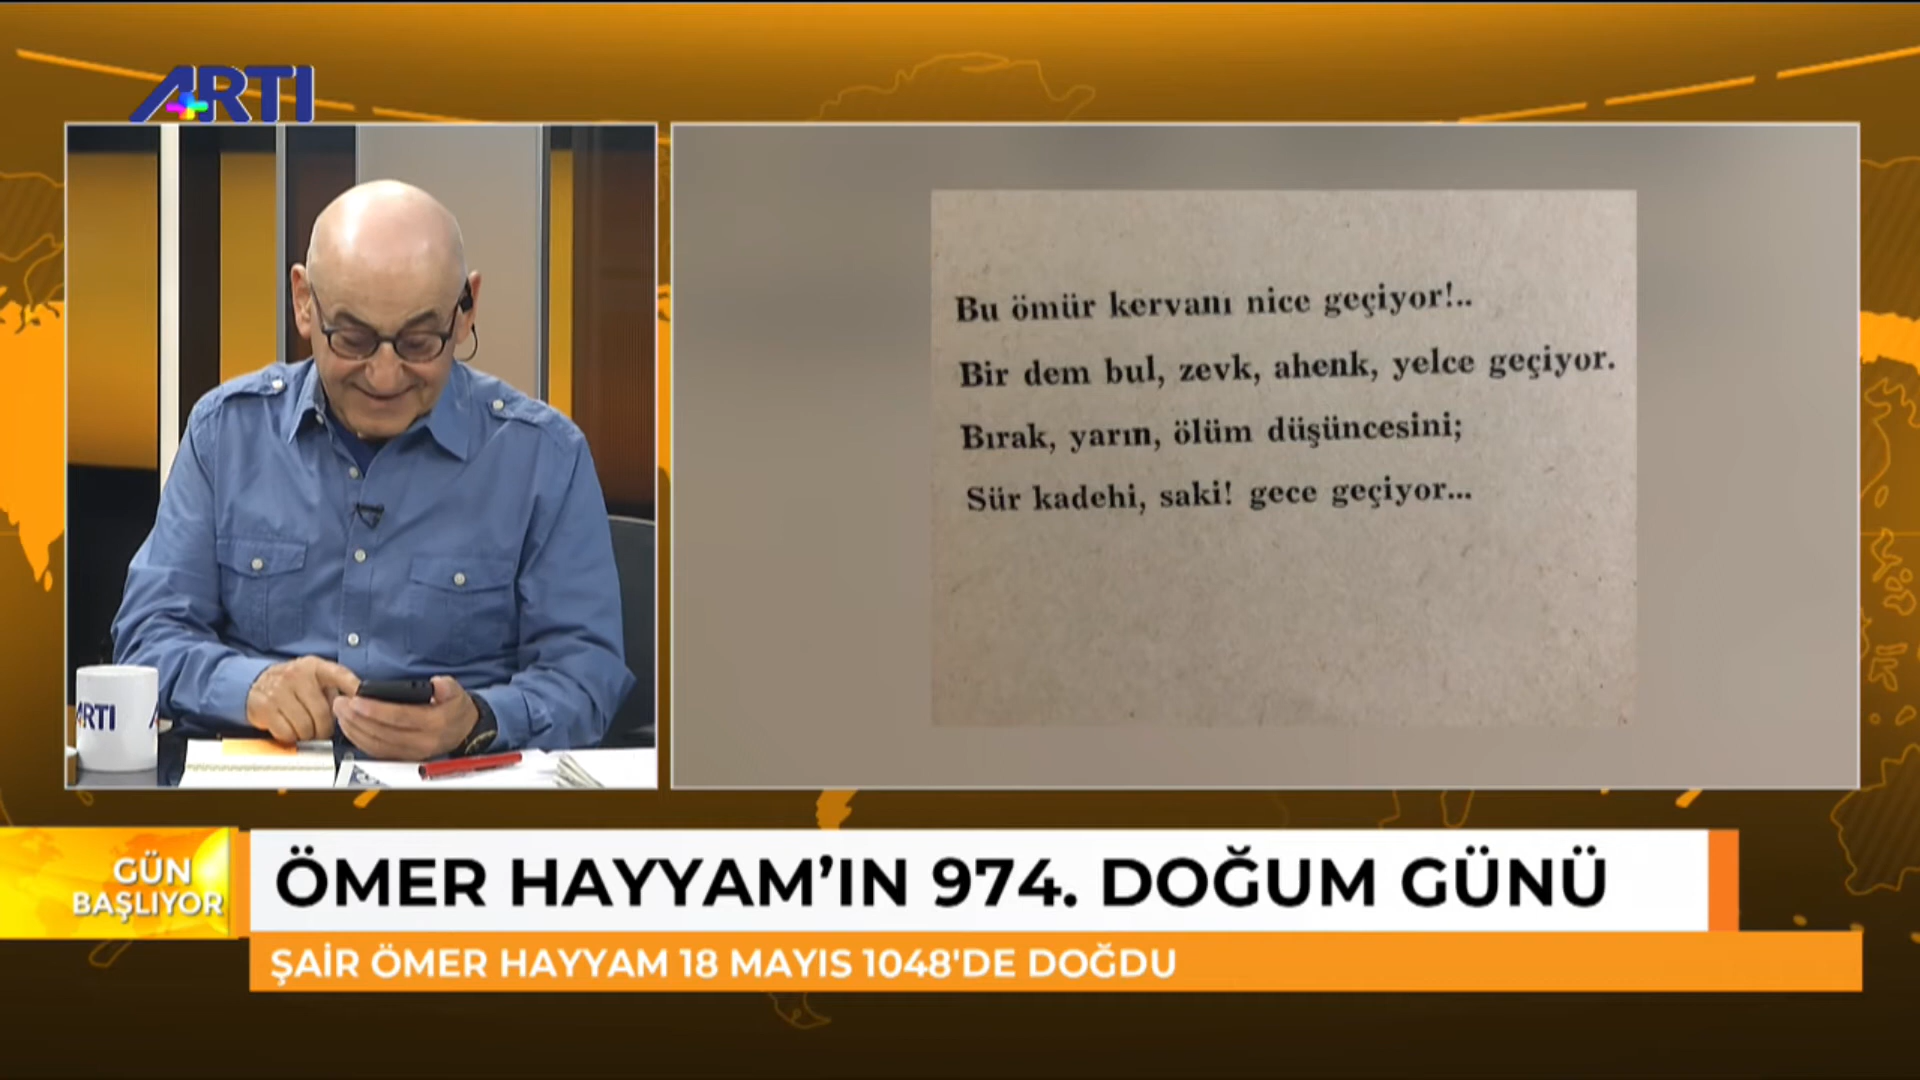 ARTI
Bu ömür kervanı nice geçiyor!..
Bir dem bul, zevk, ahenk, yelce geçiyor.
Bırak, yarın, ölüm düşüncesini;
Sür kadehi, saki! gece geçiyor...
ARTI
GÜN
BAŞLIYOR
ÖMER HAYYAM’IN 974. DOĞUM GÜNÜ
ŞAİR ÖMER HAYYAM 18 MAYIS 1048'DE DOĞDU